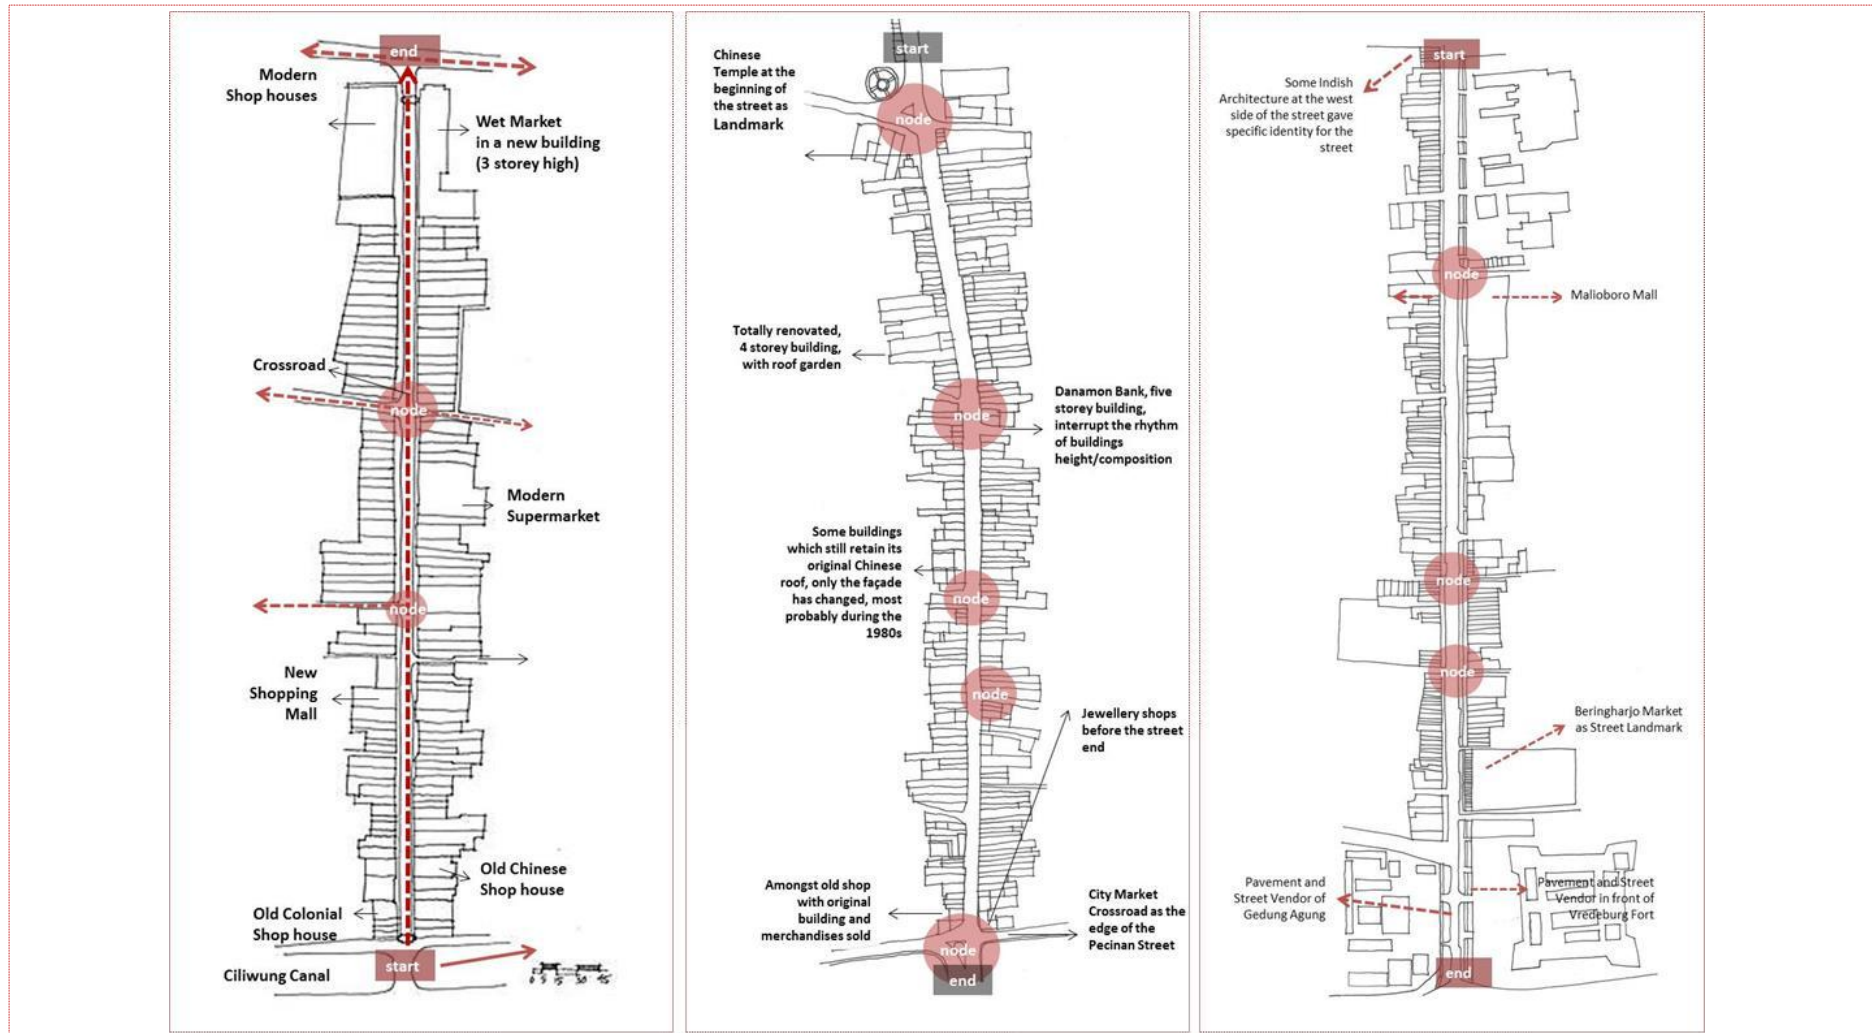 end
Modern
Shop houses
Wet Market
in a new building
(3 storey high)
Crossroad
node
Modern
Supermarket
node
New
Shopping
Mall
Old Chinese
Shop house
Old Colonial
Shop house
start
Ciliwung Canal
0 5 15 30 45
start
Chinese
Temple at the
beginning of
the street as
Landmark
node
Totally renovated,
4 storey building,
with roof garden
node
Danamon Bank, five
storey building,
interrupt the rhythm
of buildings
height/composition
Some buildings
which still retain its
original Chinese
roof, only the façade
has changed, most
probably during the
1980s
node
node
Jewellery shops
before the street
end
Amongst old shop
with original
building and
merchandises sold
City Market
Crossroad as the
edge of the
Pecinan Street
node
end
start
Some Indish
Architecture at the west
side of the street gave
specific identity for the
street
node
Malioboro Mall
node
node
Beringharjo Market
as Street Landmark
Pavement and
Street Vendor of
Gedung Agung
Pavement and Street
Vendor in front of
Vredeburg Fort
end